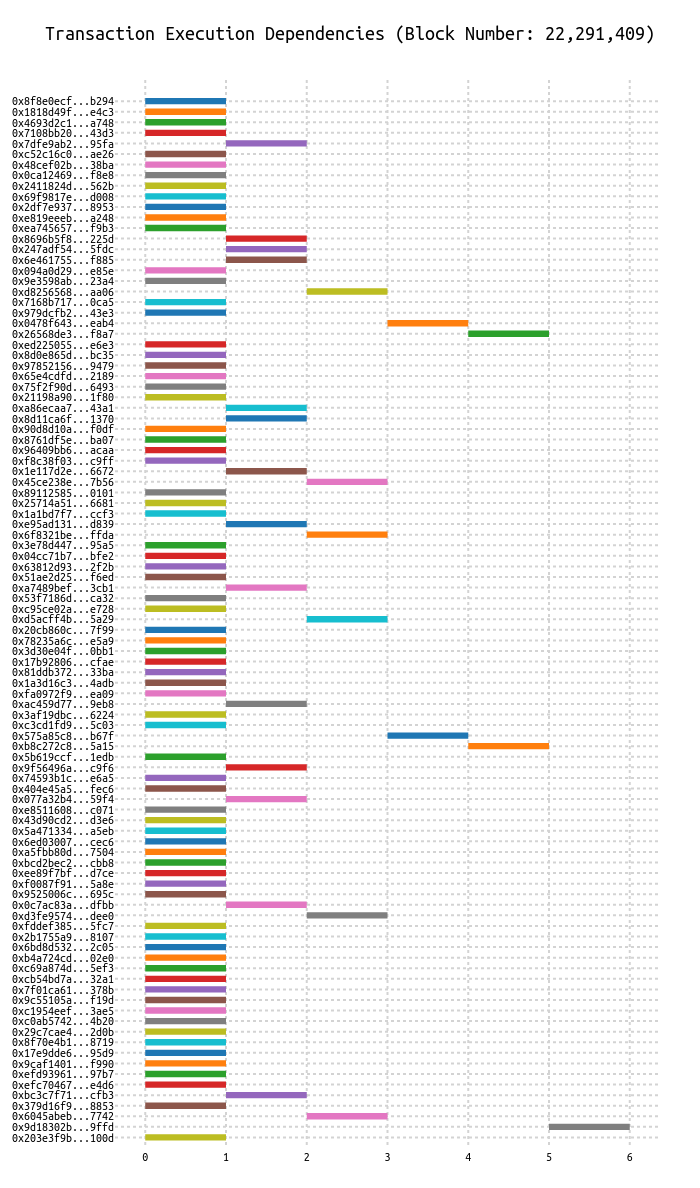 Transaction Execution Dependencies (Block Number: 22,291,409)
0x8f8e0ecf...b294
0x1818d49f...e4c3
0x4693d2c1...a748
0x7108bb20...43d3
0x7dfe9ab2...95fa
0xc52c16c0...ae26
0x48cef02b...38ba
0x0ca12469...f8e8
0x2411824d...562b
0x69f9817e...d008
0x2df7e937...8953
0xe819eeeb...a248
0xea745657...f9b3
0x8696b5f8...225d
0x247adf54...5fdc
0x6e461755...f885
0x094a0d29...e85e
0x9e3598ab...23a4
0xd8256568...aa06
0x7168b717...0ca5
0x979dcfb2...43e3
0x0478f643...eab4
0x26568de3...f8a7
0xed225055...e6e3
0x8d0e865d...bc35
0x97852156...9479
0x65e4cdfd...2189
0x75f2f90d...6493
0x21198a90...1f80
0xa86ecaa7...43a1
0x8d11ca6f...1370
0x90d8d10a...f0df
0x8761df5e...ba07
0x96409bb6...acaa
0xf8c38f03...c9ff
0x1e117d2e...6672
0x45ce238e...7b56
0x89112585...0101
0x25714a51...6681
0x1a1bd7f7...ccf3
0xe95ad131...d839
0x6f8321be...ffda
0x3e78d447...95a5
0x04cc71b7...bfe2
0x63812d93...2f2b
0x51ae2d25...f6ed
0xa7489bef...3cb1
0x53f7186d...ca32
0xc95ce02a...e728
0xd5acff4b...5a29
0x20cb860c...7f99
0x78235a6c...e5a9
0x3d30e04f...0bb1
0x17b92806...cfae
0x81ddb372...33ba
0x1a3d16c3...4adb
0xfa0972f9...ea09
0xac459d77...9eb8
0x3af19dbc...6224
0xc3cd1fd9...5c03
0x575a85c8...b67f
0xb8c272c8...5a15
0x5b619ccf...1edb
0x9f56496a...c9f6
0x74593b1c...e6a5
0x404e45a5...fec6
0x077a32b4...59f4
0xe8511608...c071
0x43d90cd2...d3e6
0x5a471334...a5eb
0x6ed03007...cec6
0xa5fbb80d...7504
0xbcd2bec2...cbb8
0xee89f7bf...d7ce
0xf0087f91...5a8e
0x9525006c...695c
0x0c7ac83a...dfbb
0xd3fe9574...dee0
0xfddef385...5fc7
0x2b1755a9...8107
0x6bd8d532...2c05
0xb4a724cd...02e0
0xc69a874d...5ef3
0xcb54bd7a...32a1
0x7f01ca61...378b
0x9c55105a...f19d
0xc1954eef...3ae5
0xc0ab5742...4b20
0x29c7cae4...2d0b
0x8f70e4b1...8719
0x17e9dde6...95d9
0x9caf1401...f990
0xefd93961...97b7
0xefc70467...e4d6
0xbc3c7f71...cfb3
0x379d16f9...8853
0x6045abeb...7742
0x9d18302b...9ffd
0x203e3f9b...100d
0 1 2 3 4 5 6